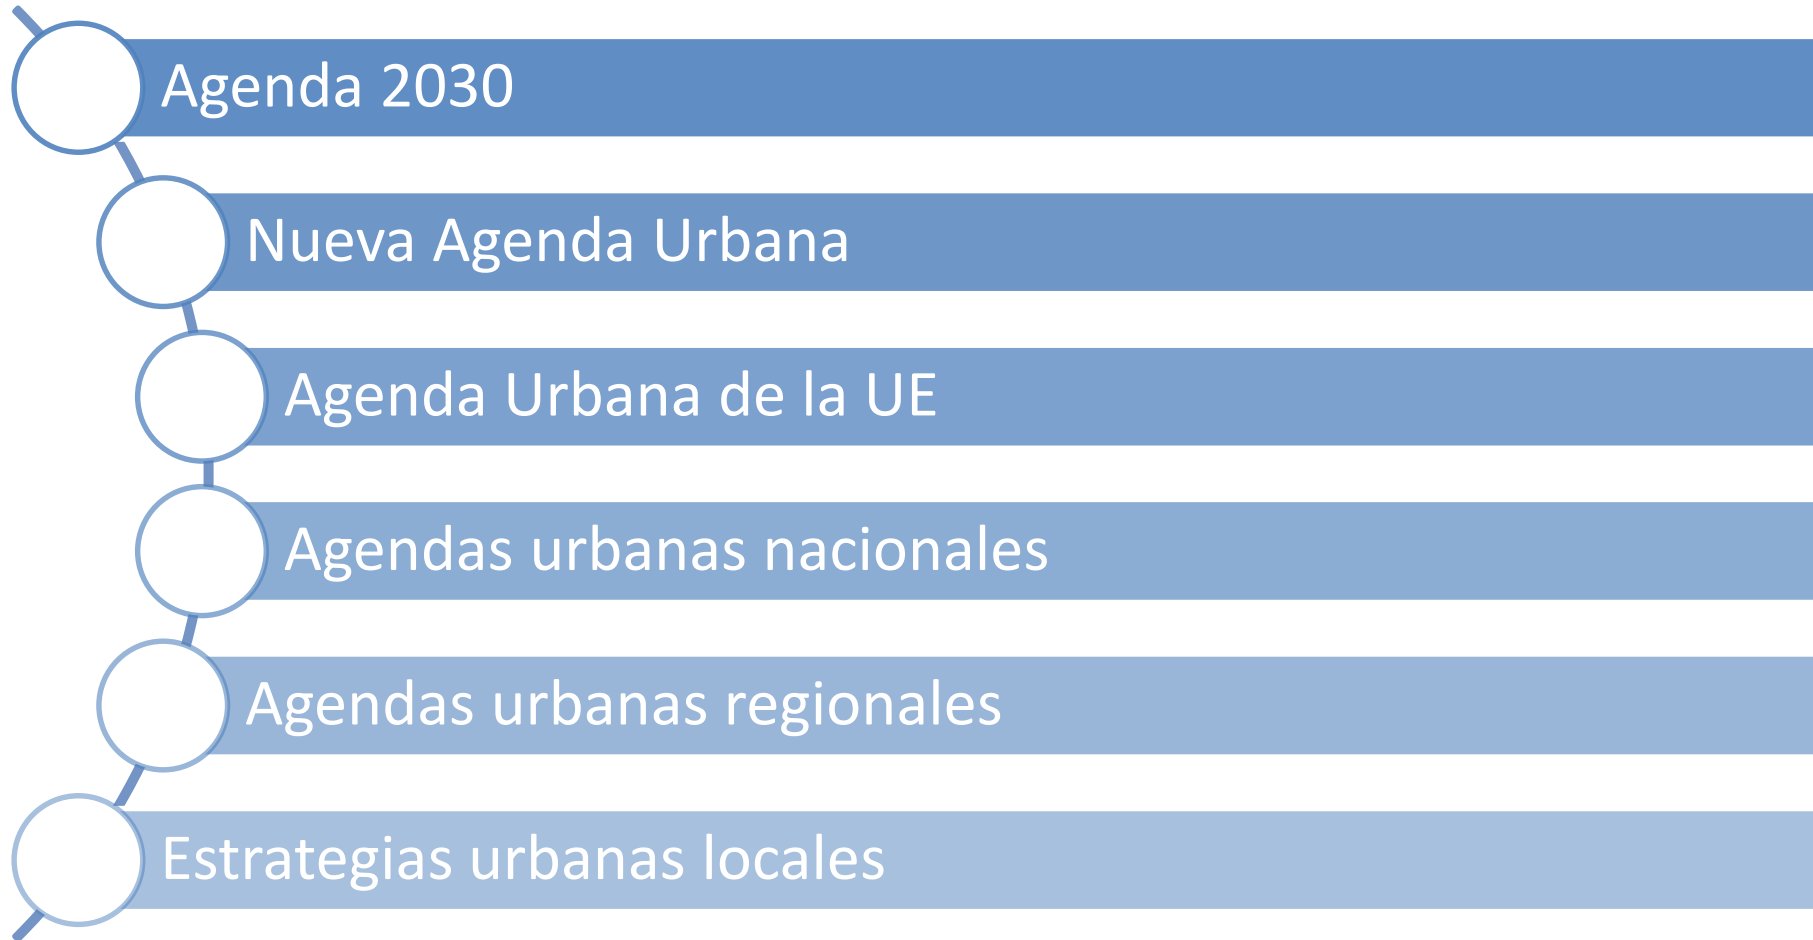 Agenda 2030
Nueva Agenda Urbana
Agenda Urbana de la UE
Agendas urbanas nacionales
Agendas urbanas regionales
Estrategias urbanas locales